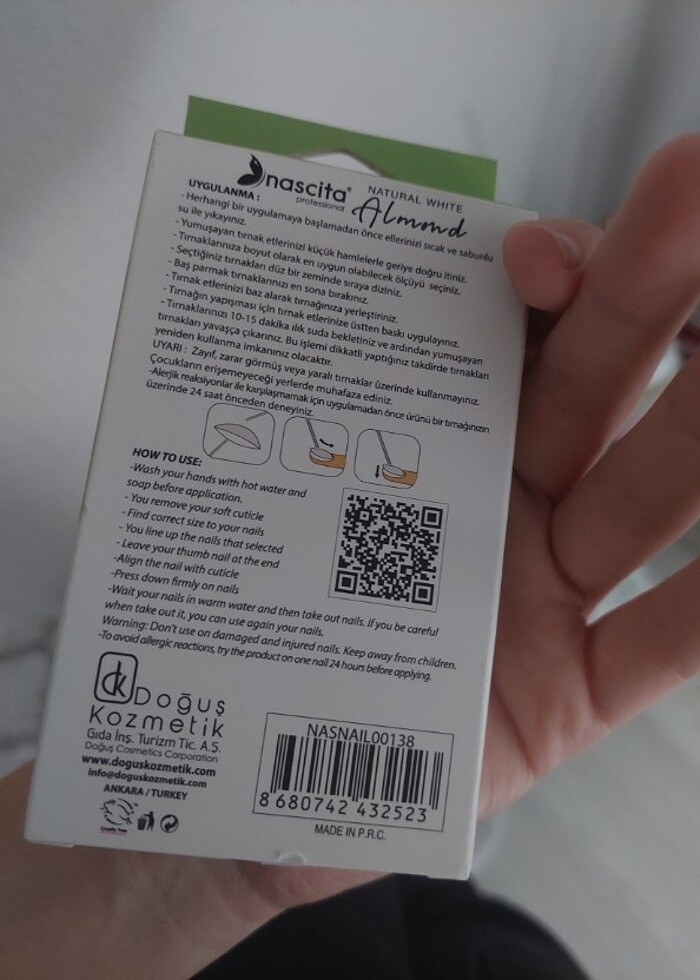 nascita®
professional
NATURAL WHITE
Almond
UYGULANMA :
- Herhangi bir uygulamaya başlamadan önce ellerinizi sıcak ve sabunlu
su ile yıkayınız.
- Yumuşayan tırnak etlerinizi küçük hamlelerle geriye doğru itiniz.
- Tırnaklarınıza boyut olarak en uygun olabilecek ölçüyü seçiniz.
- Seçtiğiniz tırnakları düz bir zeminde sıraya diziniz.
- Baş parmak tırnaklarınızı en sona bırakınız.
- Tırnak etlerinizi baz alarak tırnağınıza yerleştiriniz.
- Tırnağın yapışması için tırnak etlerinize üstten baskı uygulayınız.
- Tırnaklarınızı 10-15 dakika ılık suda bekletiniz ve ardından yumuşayan
tırnakları yavaşça çıkarınız. Bu işlemi dikkatli yaptığınız takdirde tırnakları
yeniden kullanma imkanınız olacaktır.
UYARI : Zayıf, zarar görmüş veya yaralı tırnaklar üzerinde kullanmayınız.
Çocukların erişemeyeceği yerlerde muhafaza ediniz.
-Alerjik reaksiyonlar ile karşılaşmamak için uygulamadan önce ürünü bir tırnağınızın
üzerinde 24 saat önceden deneyiniz.
HOW TO USE:
-Wash your hands with hot water and
soap before application.
- You remove your soft cuticle
- Find correct size to your nails
- You line up the nails that selected
- Leave your thumb nail at the end
-Align the nail with cuticle
-Press down firmly on nails
-Wait your nails in warm water and then take out nails. If you be careful
when take out it, you can use again your nails.
Warning: Don't use on damaged and injured nails. Keep away from children.
-To avoid allergic reactions, try the product on one nail 24 hours before applying.
dk Doğuş
Kozmetik
Gıda İnş. Turizm Tic. A.Ş.
Doğuş Cosmetics Corporation
www.doguskozmetik.com
info@doguskozmetik.com
ANKARA / TURKEY
Cruelty Free
NASNAIL00138
8 680742 432523
MADE IN P.R.C.